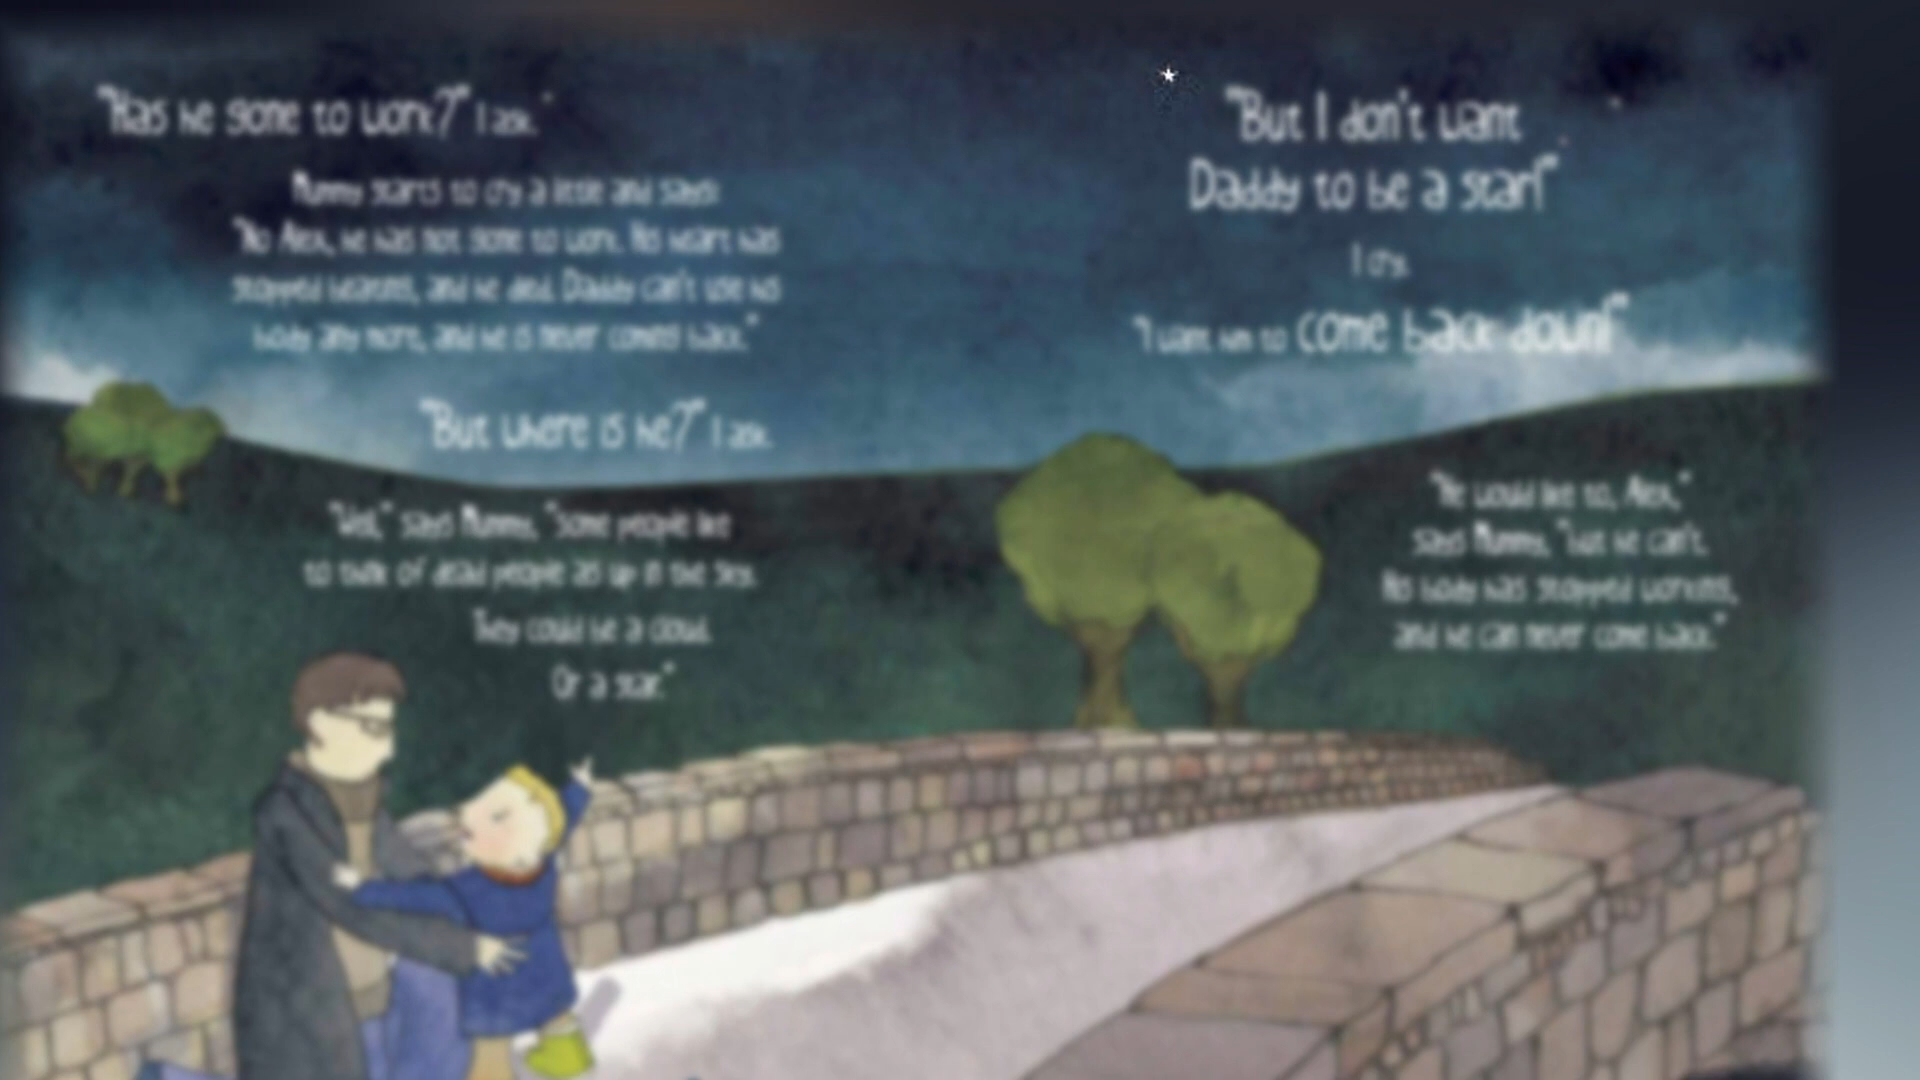 "Has he gone to work?" I ask.
Mummy starts to cry a little and says:
"No Alex, he has not gone to work. His heart has
stopped beating, and he died. Daddy can't use his
body any more, and he is never coming back."
"But where is he?" I ask.
"Well," says Mummy, "some people like
to think of dead people as up in the sky.
They could be a cloud.
Or a star."
"But I don't want
Daddy to be a star!"
I cry.
"I want him to come back down!"
"He would like to, Alex,"
says Mummy, "but he can't.
His body has stopped working,
and he can never come back."